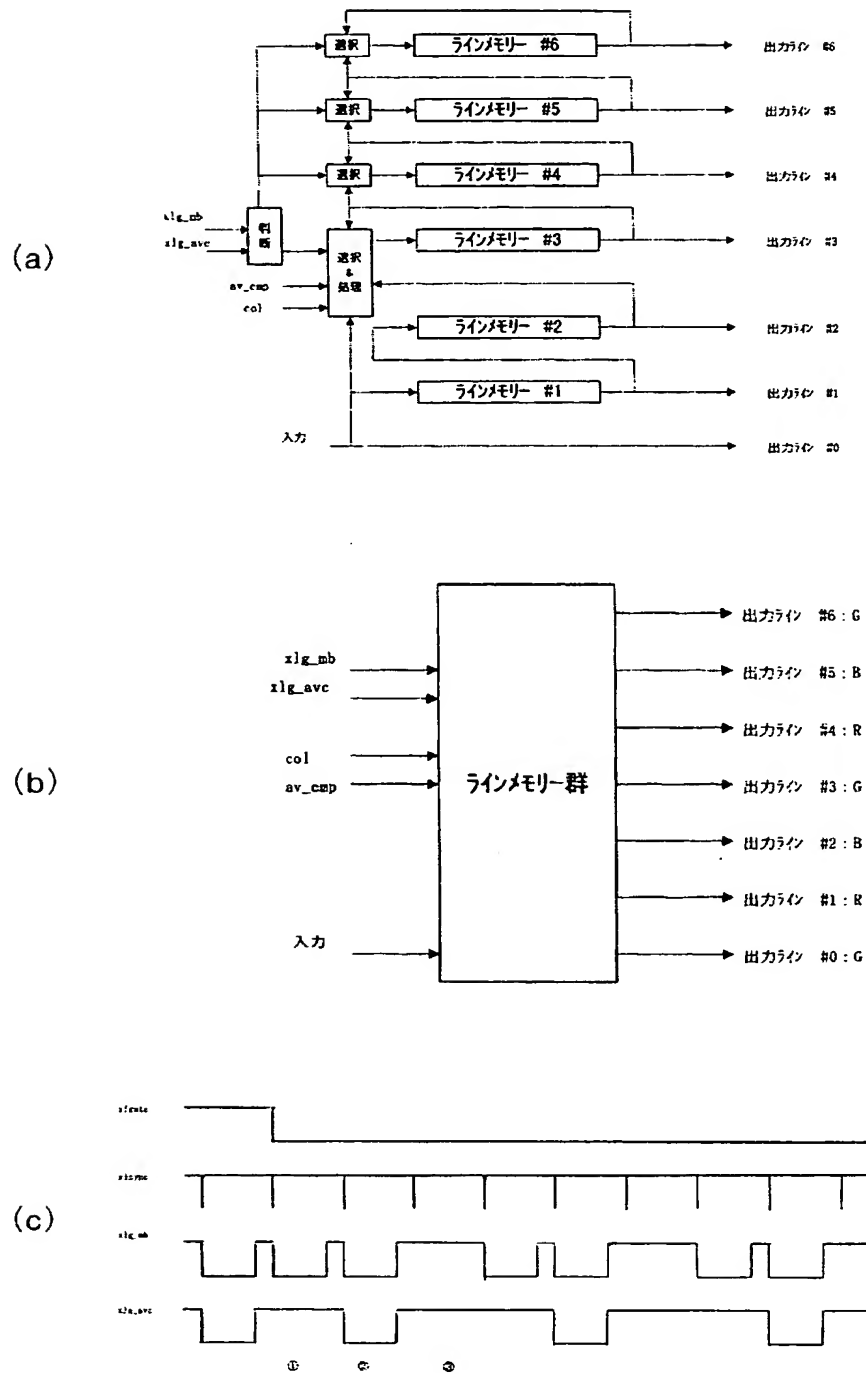 (a)
選択
ラインメモリー #6
出力ライン #6
選択
ラインメモリー #5
出力ライン #5
選択
ラインメモリー #4
出力ライン #4
xlg_mb
判断
xlg_avc
ラインメモリー #3
出力ライン #3
選択
&
処理
av_cmp
col
ラインメモリー #2
出力ライン #2
ラインメモリー #1
出力ライン #1
入力
出力ライン #0
(b)
出力ライン #6 : G
xlg_mb
出力ライン #5 : B
xlg_avc
出力ライン #4 : R
col
ラインメモリー群
出力ライン #3 : G
av_cmp
出力ライン #2 : B
出力ライン #1 : R
入力
出力ライン #0 : G
(c)
xlg_mb
xlg_avc
① ② ③